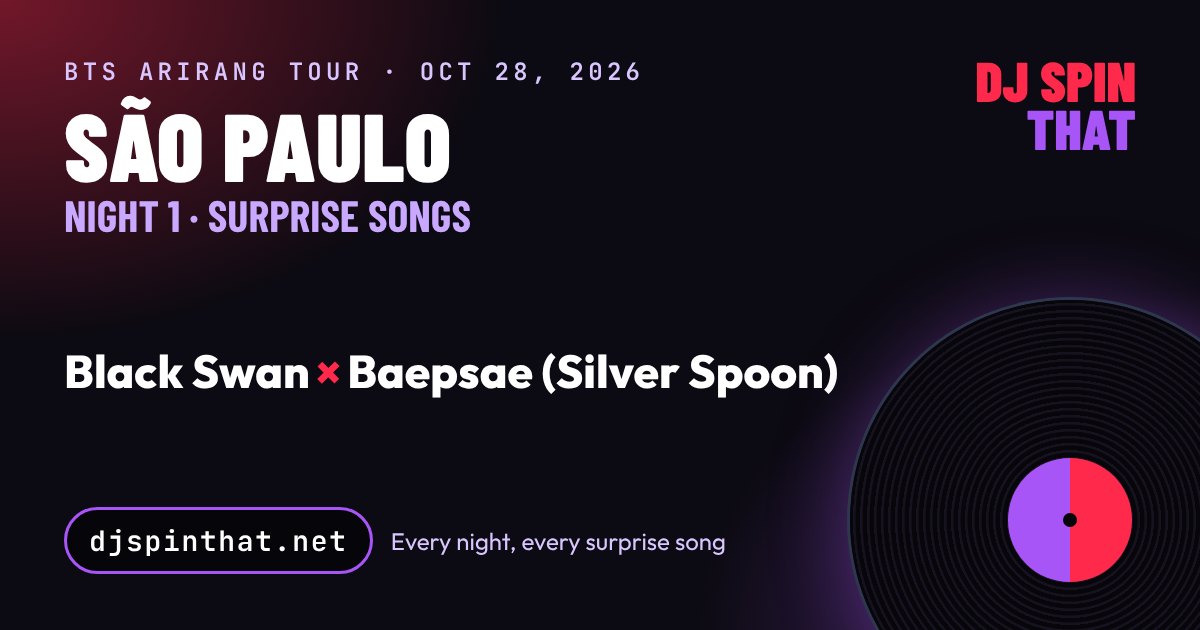 BTS ARIRANG TOUR · OCT 28, 2026
SÃO PAULO
NIGHT 1 · SURPRISE SONGS
DJ SPIN
THAT
Black Swan × Baepsae (Silver Spoon)
djspinthat.net
Every night, every surprise song